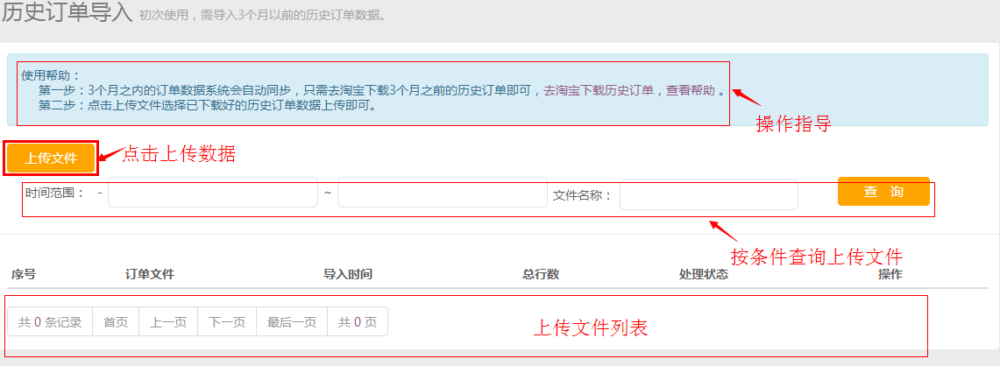 历史订单导入 初次使用，需导入3个月以前的历史订单数据。
使用帮助：
第一步：3个月之内的订单数据系统会自动同步，只需去淘宝下载3个月之前的历史订单即可，去淘宝下载历史订单，查看帮助 。
第二步：点击上传文件选择已下载好的历史订单数据上传即可。
操作指导
上传文件 点击上传数据
时间范围： - ~ 文件名称： 查 询
按条件查询上传文件
序号 订单文件 导入时间 总行数 处理状态 操作
共 0 条记录 首页 上一页 下一页 最后一页 共 0 页
上传文件列表